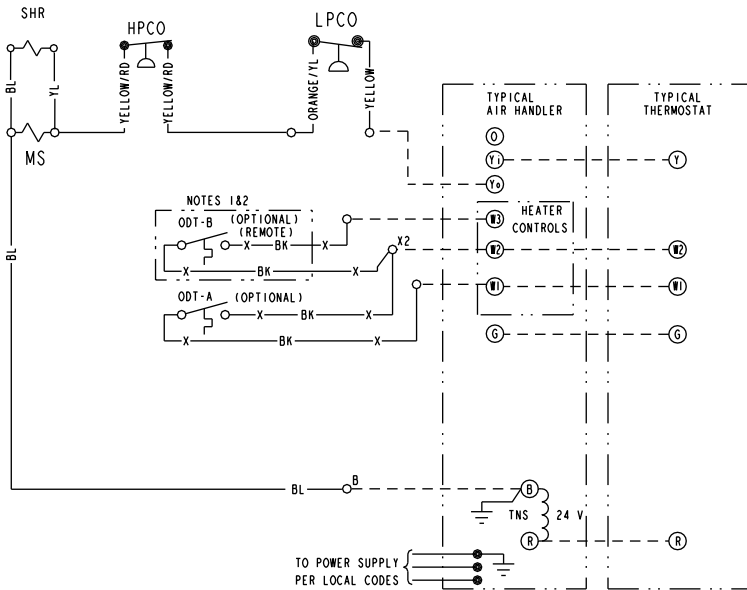 SHR
HPCO
LPCO
BL
YL
YELLOW/RD
YELLOW/RD
ORANGE/YL
YELLOW
MS
TYPICAL
AIR HANDLER
TYPICAL
THERMOSTAT
O
Yi
Y
Yo
NOTES 1&2
ODT-B
(OPTIONAL)
(REMOTE)
X
BK
X
W3
HEATER
CONTROLS
X2
W2
W2
X
BK
X
BL
ODT-A
(OPTIONAL)
W1
W1
X
BK
X
X
BK
X
G
G
BL
B
B
TNS
24 V
R
R
TO POWER SUPPLY
PER LOCAL CODES